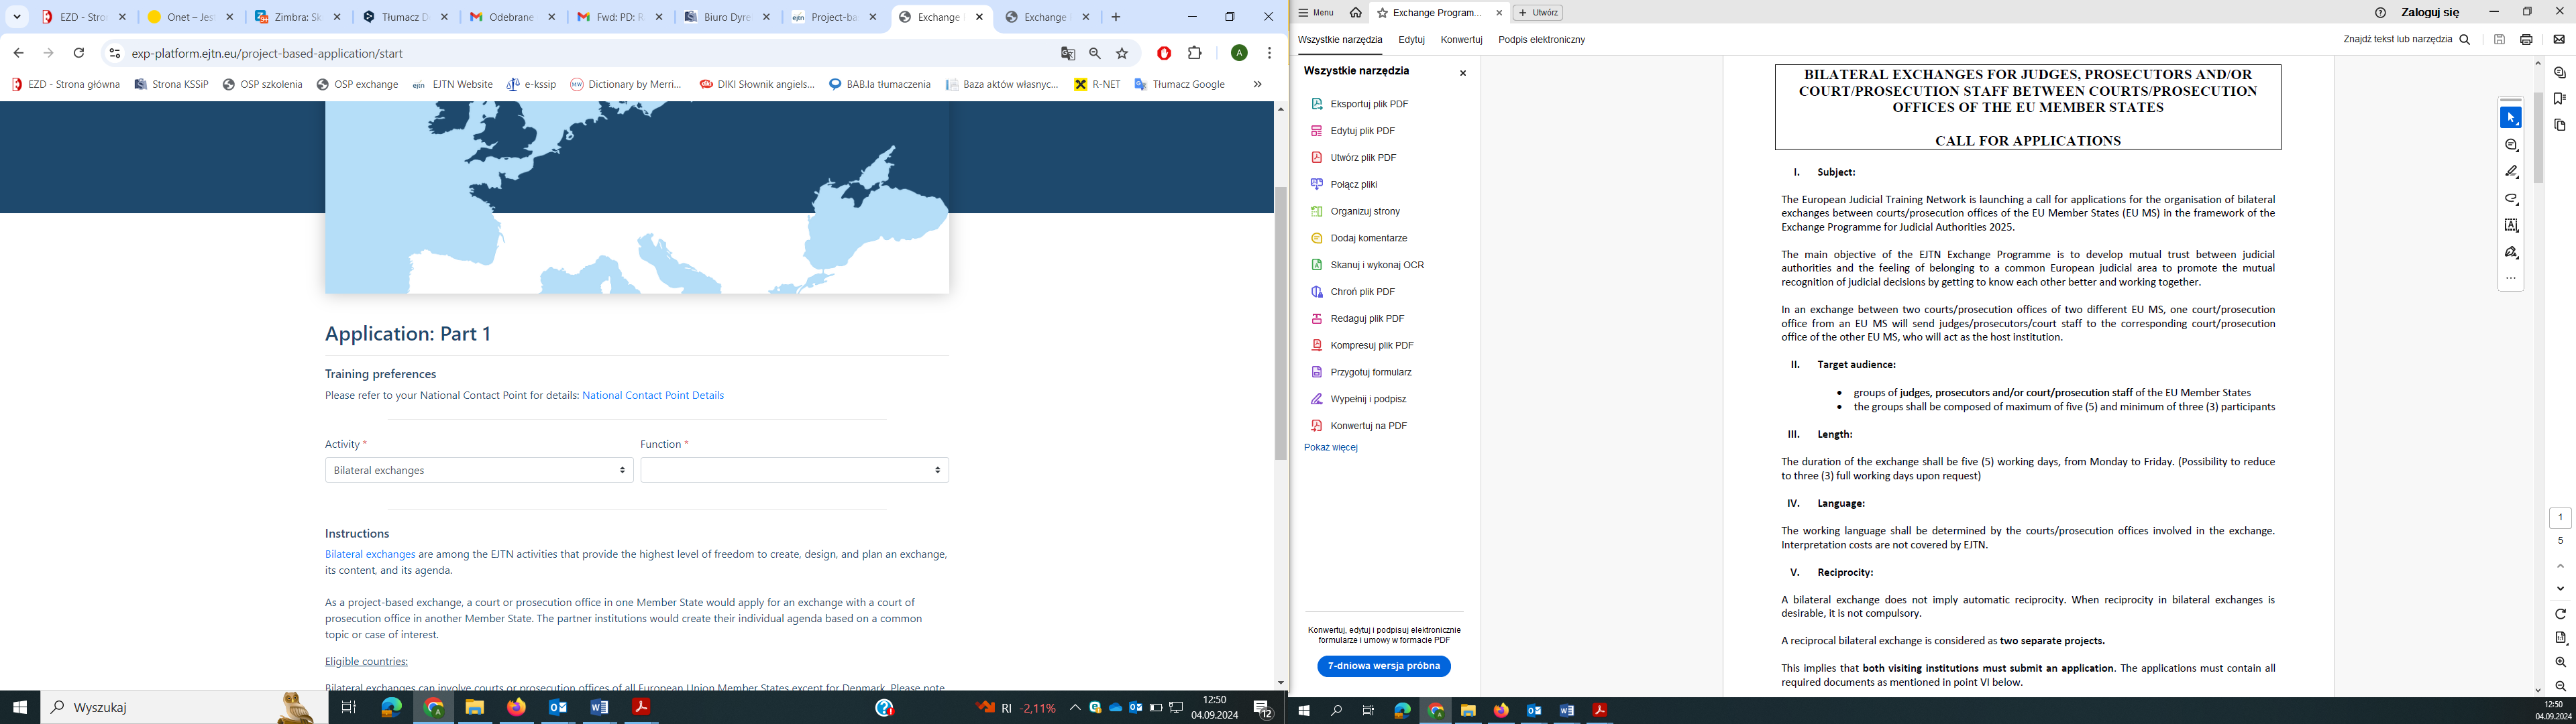 EZD - Stro
Onet – Jes
Zimbra: Sk
Tłumacz D
Odebrane
Fwd: PD: R
Biuro Dyre
Project-ba
Exchange
Exchange
exp-platform.ejtn.eu/project-based-application/start
A
EZD - Strona główna
Strona KSSiP
OSP szkolenia
OSP exchange
EJTN Website
e-kssip
Dictionary by Merri...
DIKI Słownik angiels...
BAB.la tłumaczenia
Baza aktów własnyc...
R-NET
Tłumacz Google
»
Application: Part 1
Training preferences
Please refer to your National Contact Point for details: National Contact Point Details
Activity * Function *
Bilateral exchanges
Instructions
Bilateral exchanges are among the EJTN activities that provide the highest level of freedom to create, design, and plan an exchange,
its content, and its agenda.
As a project-based exchange, a court or prosecution office in one Member State would apply for an exchange with a court of
prosecution office in another Member State. The partner institutions would create their individual agenda based on a common
topic or case of interest.
Eligible countries:
Bilateral exchanges can involve courts or prosecution offices of all European Union Member States except for Denmark. Please note
Wyszukaj
RI -2,11%
12:50
04.09.2024
12
Menu
Exchange Program...
Utwórz
Zaloguj się
Wszystkie narzędzia Edytuj Konwertuj Podpis elektroniczny
Znajdź tekst lub narzędzia
Wszystkie narzędzia
Eksportuj plik PDF
Edytuj plik PDF
Utwórz plik PDF
Połącz pliki
Organizuj strony
Dodaj komentarze
Skanuj i wykonaj OCR
Chroń plik PDF
Redaguj plik PDF
Kompresuj plik PDF
Przygotuj formularz
Wypełnij i podpisz
Konwertuj na PDF
Pokaż więcej
Konwertuj, edytuj i podpisuj elektronicznie
formularze i umowy w formacie PDF
7-dniowa wersja próbna
BILATERAL EXCHANGES FOR JUDGES, PROSECUTORS AND/OR
COURT/PROSECUTION STAFF BETWEEN COURTS/PROSECUTION
OFFICES OF THE EU MEMBER STATES
CALL FOR APPLICATIONS
I. Subject:
The European Judicial Training Network is launching a call for applications for the organisation of bilateral
exchanges between courts/prosecution offices of the EU Member States (EU MS) in the framework of the
Exchange Programme for Judicial Authorities 2025.
The main objective of the EJTN Exchange Programme is to develop mutual trust between judicial
authorities and the feeling of belonging to a common European judicial area to promote the mutual
recognition of judicial decisions by getting to know each other better and working together.
In an exchange between two courts/prosecution offices of two different EU MS, one court/prosecution
office from an EU MS will send judges/prosecutors/court staff to the corresponding court/prosecution
office of the other EU MS, who will act as the host institution.
II. Target audience:
• groups of judges, prosecutors and/or court/prosecution staff of the EU Member States
• the groups shall be composed of maximum of five (5) and minimum of three (3) participants
III. Length:
The duration of the exchange shall be five (5) working days, from Monday to Friday. (Possibility to reduce
to three (3) full working days upon request)
IV. Language:
The working language shall be determined by the courts/prosecution offices involved in the exchange.
Interpretation costs are not covered by EJTN.
V. Reciprocity:
A bilateral exchange does not imply automatic reciprocity. When reciprocity in bilateral exchanges is
desirable, it is not compulsory.
A reciprocal bilateral exchange is considered as two separate projects.
This implies that both visiting institutions must submit an application. The applications must contain all
required documents as mentioned in point VI below.
1
5
12:50
04.09.2024